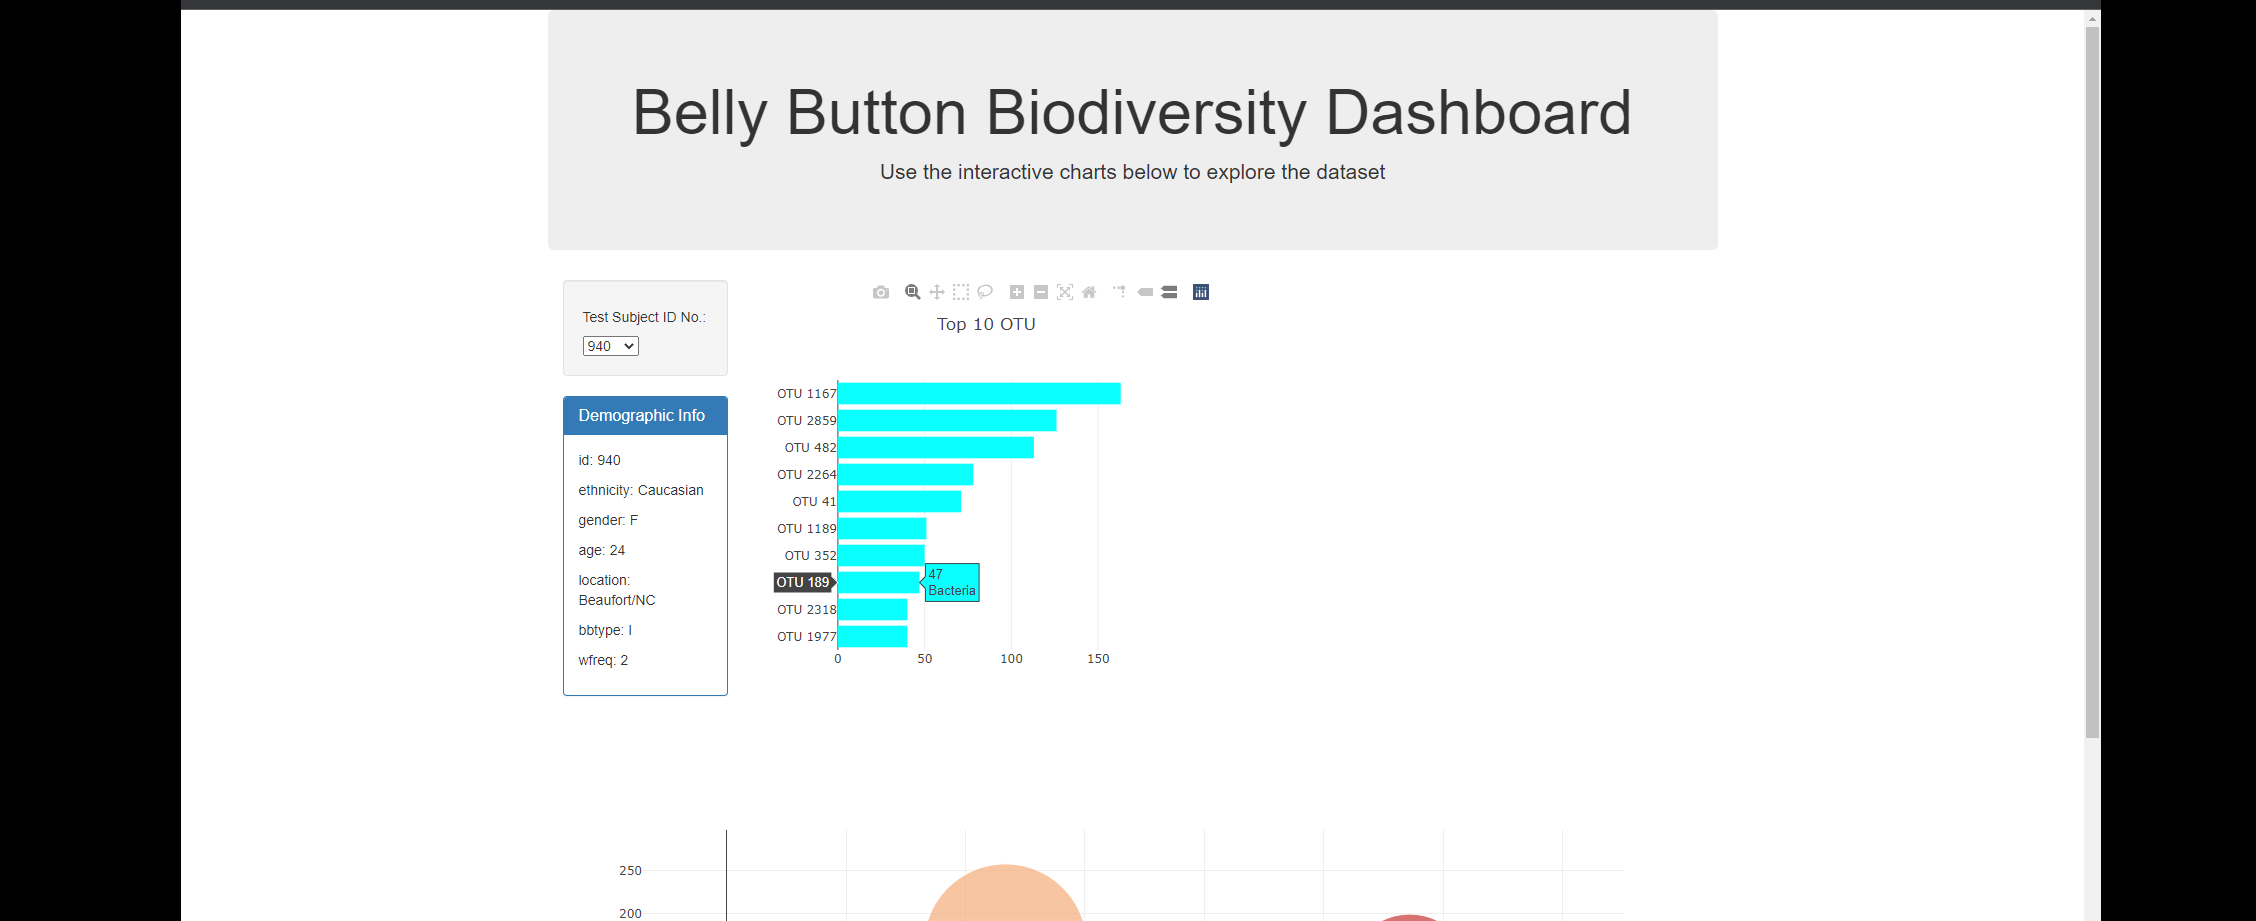 Belly Button Biodiversity Dashboard
Use the interactive charts below to explore the dataset
Test Subject ID No.:
940
Demographic Info
id: 940
ethnicity: Caucasian
gender: F
age: 24
location:
Beaufort/NC
bbtype: I
wfreq: 2
Top 10 OTU
OTU 1167
OTU 2859
OTU 482
OTU 2264
OTU 41
OTU 1189
OTU 352
OTU 189
47
Bacteria
OTU 2318
OTU 1977
0 50 100 150
250
200